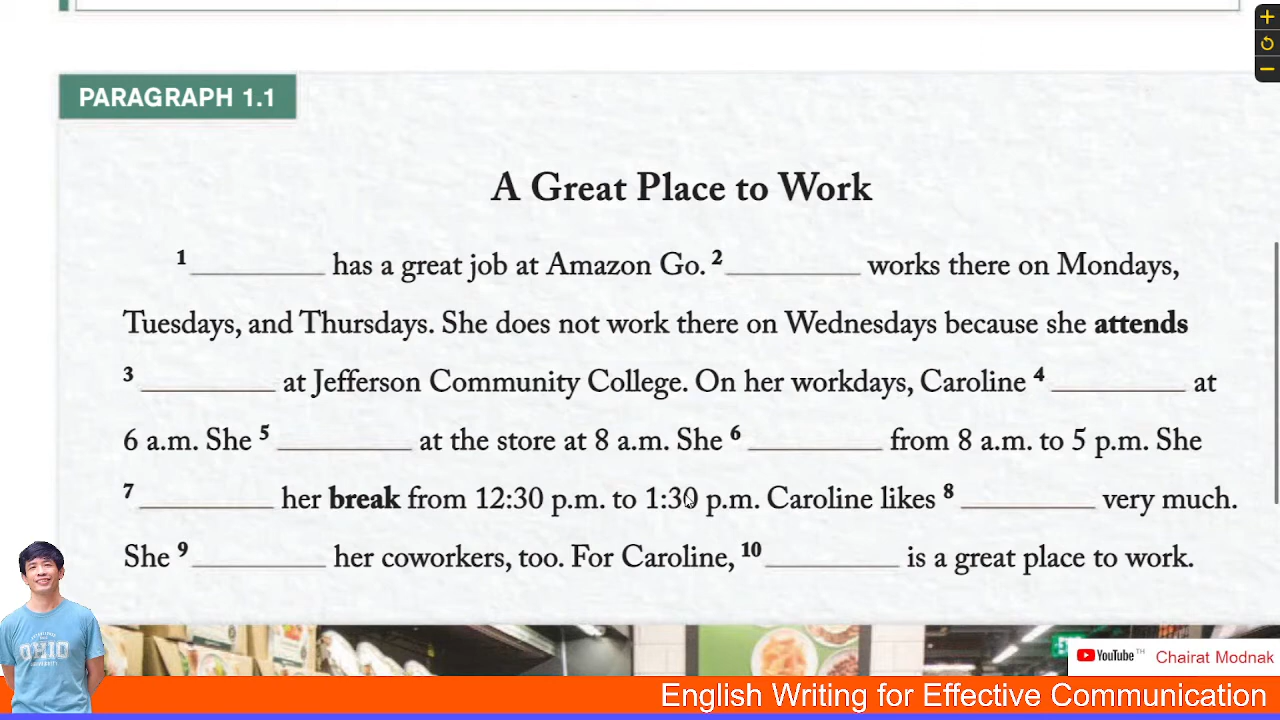 PARAGRAPH 1.1
A Great Place to Work
1 __________ has a great job at Amazon Go. 2 __________ works there on Mondays,
Tuesdays, and Thursdays. She does not work there on Wednesdays because she attends
3 __________ at Jefferson Community College. On her workdays, Caroline 4 __________ at
6 a.m. She 5 __________ at the store at 8 a.m. She 6 __________ from 8 a.m. to 5 p.m. She
7 __________ her break from 12:30 p.m. to 1:30 p.m. Caroline likes 8 __________ very much.
She 9 __________ her coworkers, too. For Caroline, 10 __________ is a great place to work.
OHIO
UNIVERSITY
YouTube TM Chairat Modnak
English Writing for Effective Communication